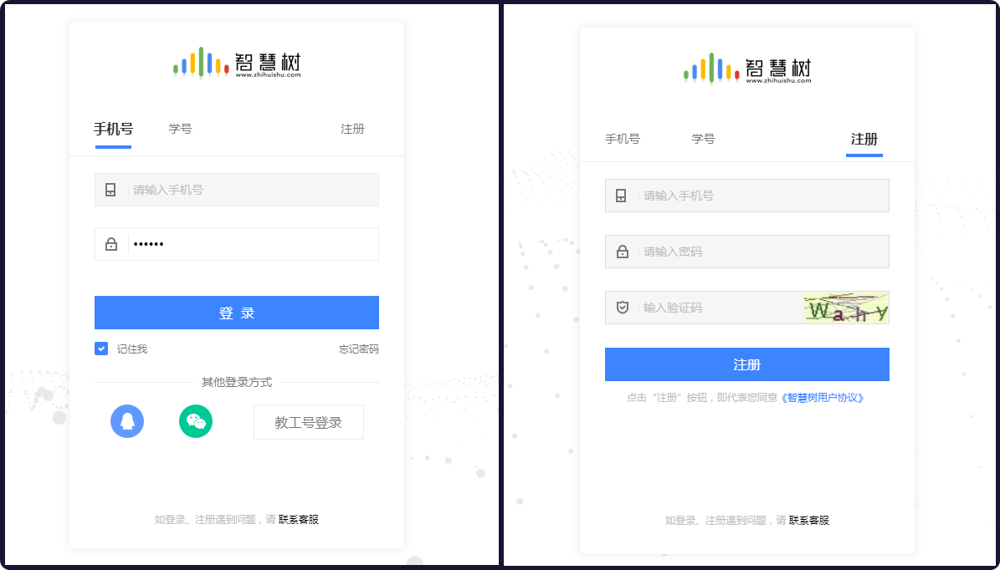 智慧树
www.zhihuishu.com
手机号 学号 注册
请输入手机号
••••••
登 录
记住我 忘记密码
其他登录方式
教工号登录
如登录、注册遇到问题，请 联系客服
智慧树
www.zhihuishu.com
手机号 学号 注册
请输入手机号
请输入密码
输入验证码 W a h y
注册
点击“注册”按钮，即代表您同意《智慧树用户协议》
如登录、注册遇到问题，请 联系客服